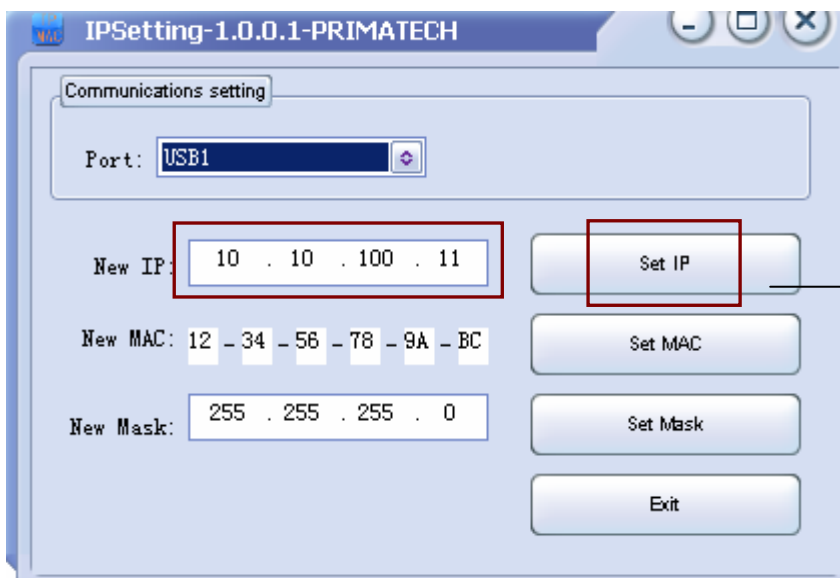 IPSetting-1.0.0.1-PRIMATECH
Communications setting
Port: USB1
New IP: 10 . 10 . 100 . 11 Set IP
New MAC: 12 - 34 - 56 - 78 - 9A - BC Set MAC
New Mask: 255 . 255 . 255 . 0 Set Mask
Exit